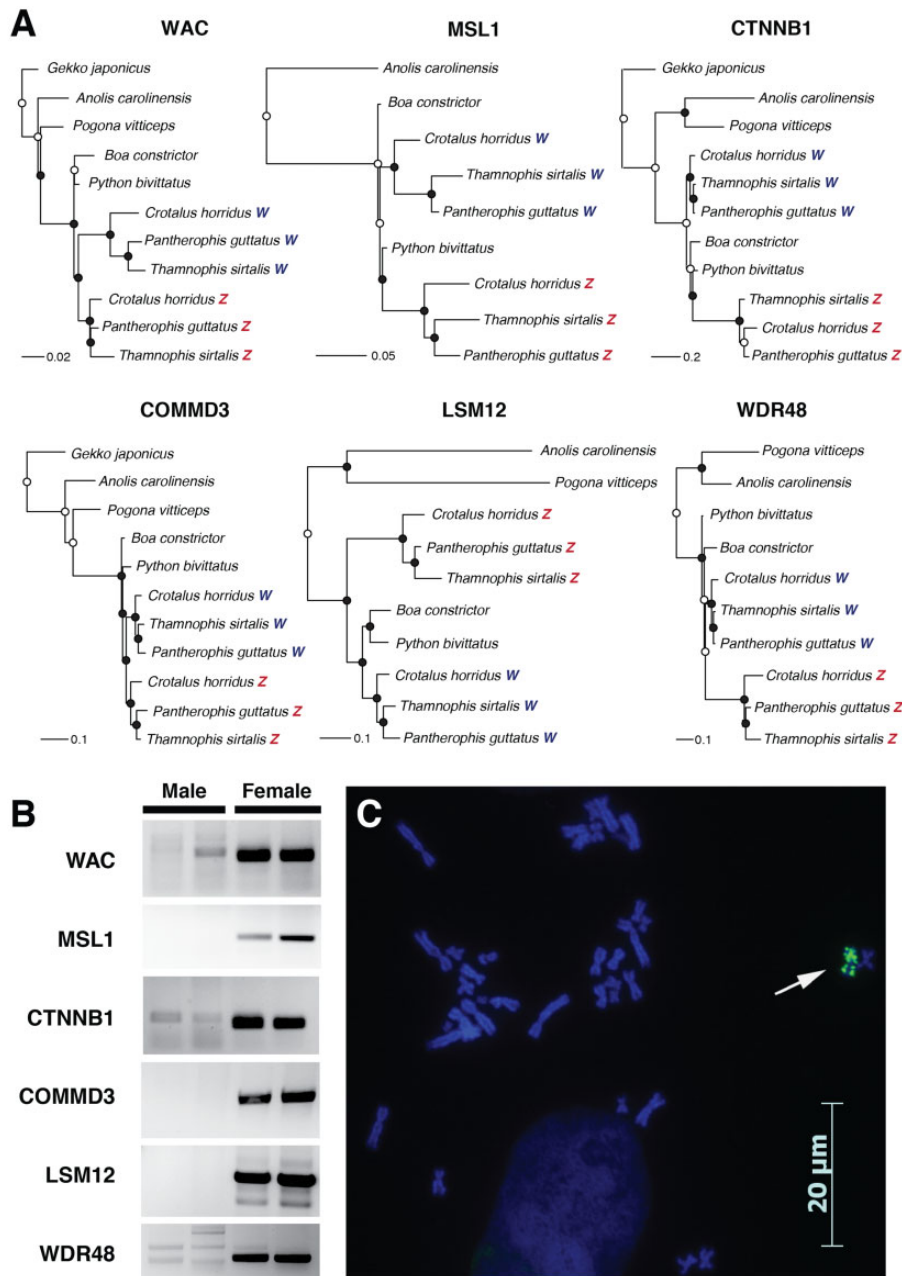 A
WAC
Gekko japonicus
Anolis carolinensis
Pogona vitticeps
Boa constrictor
Python bivittatus
Crotalus horridus W
Pantherophis guttatus W
Thamnophis sirtalis W
Crotalus horridus Z
Pantherophis guttatus Z
Thamnophis sirtalis Z
0.02
MSL1
Anolis carolinensis
Boa constrictor
Crotalus horridus W
Thamnophis sirtalis W
Pantherophis guttatus W
Python bivittatus
Crotalus horridus Z
Thamnophis sirtalis Z
Pantherophis guttatus Z
0.05
CTNNB1
Gekko japonicus
Anolis carolinensis
Pogona vitticeps
Crotalus horridus W
Thamnophis sirtalis W
Pantherophis guttatus W
Boa constrictor
Python bivittatus
Thamnophis sirtalis Z
Crotalus horridus Z
Pantherophis guttatus Z
0.2
COMMD3
Gekko japonicus
Anolis carolinensis
Pogona vitticeps
Boa constrictor
Python bivittatus
Crotalus horridus W
Thamnophis sirtalis W
Pantherophis guttatus W
Crotalus horridus Z
Pantherophis guttatus Z
Thamnophis sirtalis Z
0.1
LSM12
Anolis carolinensis
Pogona vitticeps
Crotalus horridus Z
Pantherophis guttatus Z
Thamnophis sirtalis Z
Boa constrictor
Python bivittatus
Crotalus horridus W
Thamnophis sirtalis W
Pantherophis guttatus W
0.1
WDR48
Pogona vitticeps
Anolis carolinensis
Python bivittatus
Boa constrictor
Crotalus horridus W
Thamnophis sirtalis W
Pantherophis guttatus W
Crotalus horridus Z
Pantherophis guttatus Z
Thamnophis sirtalis Z
0.1
B
Male Female
WAC
MSL1
CTNNB1
COMMD3
LSM12
WDR48
C
20 µm